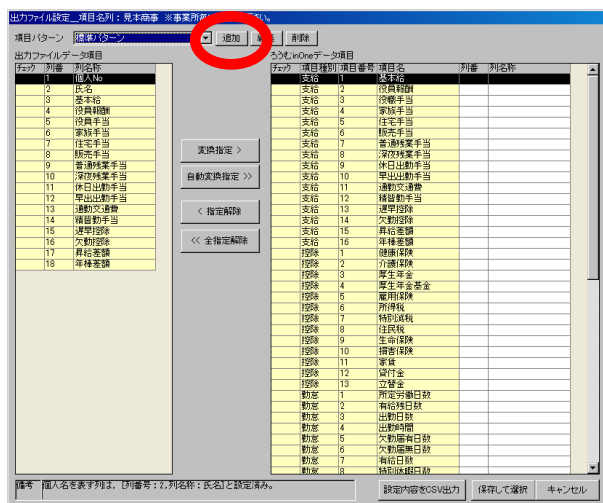 出力ファイル設定__項目名列：見本商事 ※事業所毎
い。
項目パターン 標準パターン 追加 削除
出力ファイルデータ項目 ろうむinOneデータ項目
チェック 列番 列名称
1 個人No
2 氏名
3 基本給
4 役員報酬
5 役員手当
6 家族手当
7 住宅手当
8 販売手当
9 普通残業手当
10 深夜残業手当
11 休日出勤手当
12 早出出勤手当
13 通勤交通費
14 精皆勤手当
15 遅早控除
16 欠勤控除
17 昇給差額
18 年棒差額
変換指定 >
自動変換指定 >>
< 指定解除
<< 全指定解除
チェック 項目種別 項目番号 項目名 列番 列名称
支給 1 基本給
支給 2 役員報酬
支給 3 役職手当
支給 4 家族手当
支給 5 住宅手当
支給 6 販売手当
支給 7 普通残業手当
支給 8 深夜残業手当
支給 9 休日出勤手当
支給 10 早出出勤手当
支給 11 通勤交通費
支給 12 精皆勤手当
支給 13 遅早控除
支給 14 欠勤控除
支給 15 昇給差額
支給 16 年棒差額
控除 1 健康保険
控除 2 介護保険
控除 3 厚生年金
控除 4 厚生年金基金
控除 5 雇用保険
控除 6 所得税
控除 7 特別減税
控除 8 住民税
控除 9 生命保険
控除 10 損害保険
控除 11 家賃
控除 12 貸付金
控除 13 立替金
勤怠 1 所定労働日数
勤怠 2 有給残日数
勤怠 3 出勤日数
勤怠 4 出勤時間
勤怠 5 欠勤届有日数
勤怠 6 欠勤届無日数
勤怠 7 有給日数
勤怠 8 特別休暇日数
備考 個人名を表す列は、[列番号：2,列名称：氏名]と設定済み。
設定内容をCSV出力 保存して選択 キャンセル